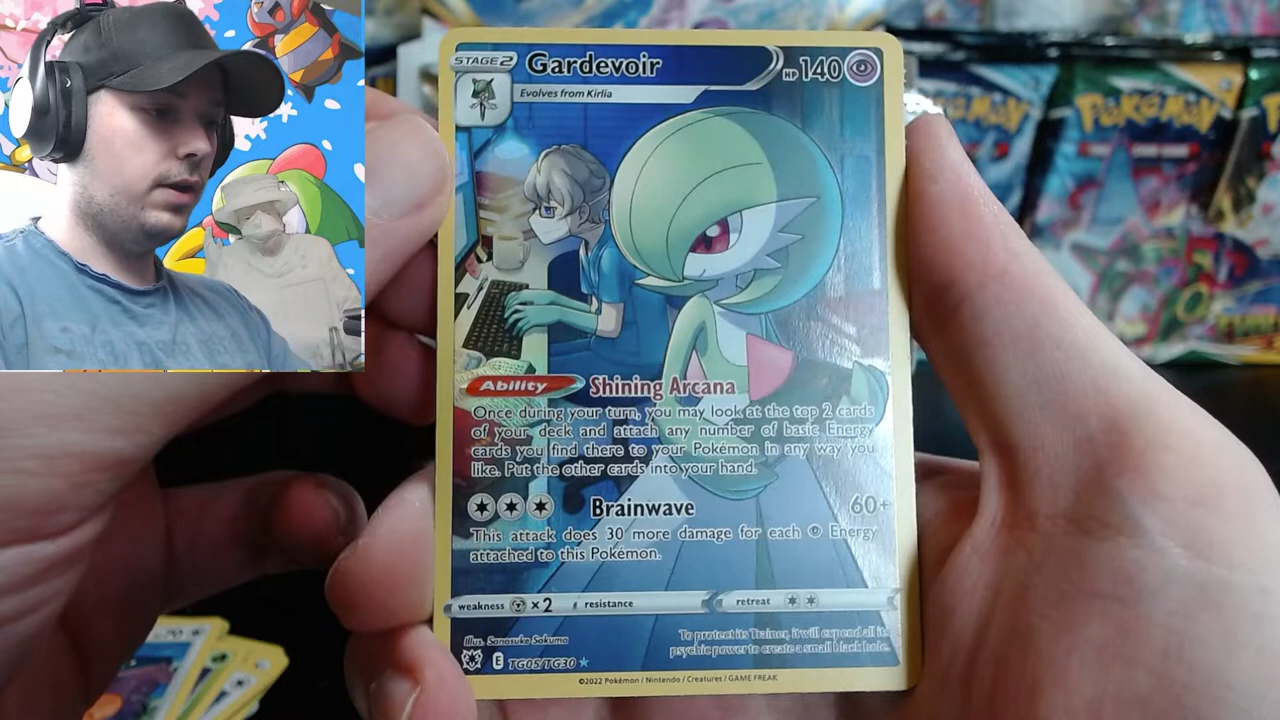 STAGE 2 Gardevoir HP 140
Evolves from Kirlia
POKÉMON
POKÉMON
Ability Shining Arcana
Once during your turn, you may look at the top 2 cards
of your deck and attach any number of basic Energy
cards you find there to your Pokémon in any way you
like. Put the other cards into your hand.
Brainwave 60+
This attack does 30 more damage for each Energy
attached to this Pokémon.
weakness ×2 resistance retreat
Illus. Sanosuke Sakuma
E TG05/TG30
To protect its Trainer, it will expend all its
psychic power to create a small black hole.
©2022 Pokémon / Nintendo / Creatures / GAME FREAK
70